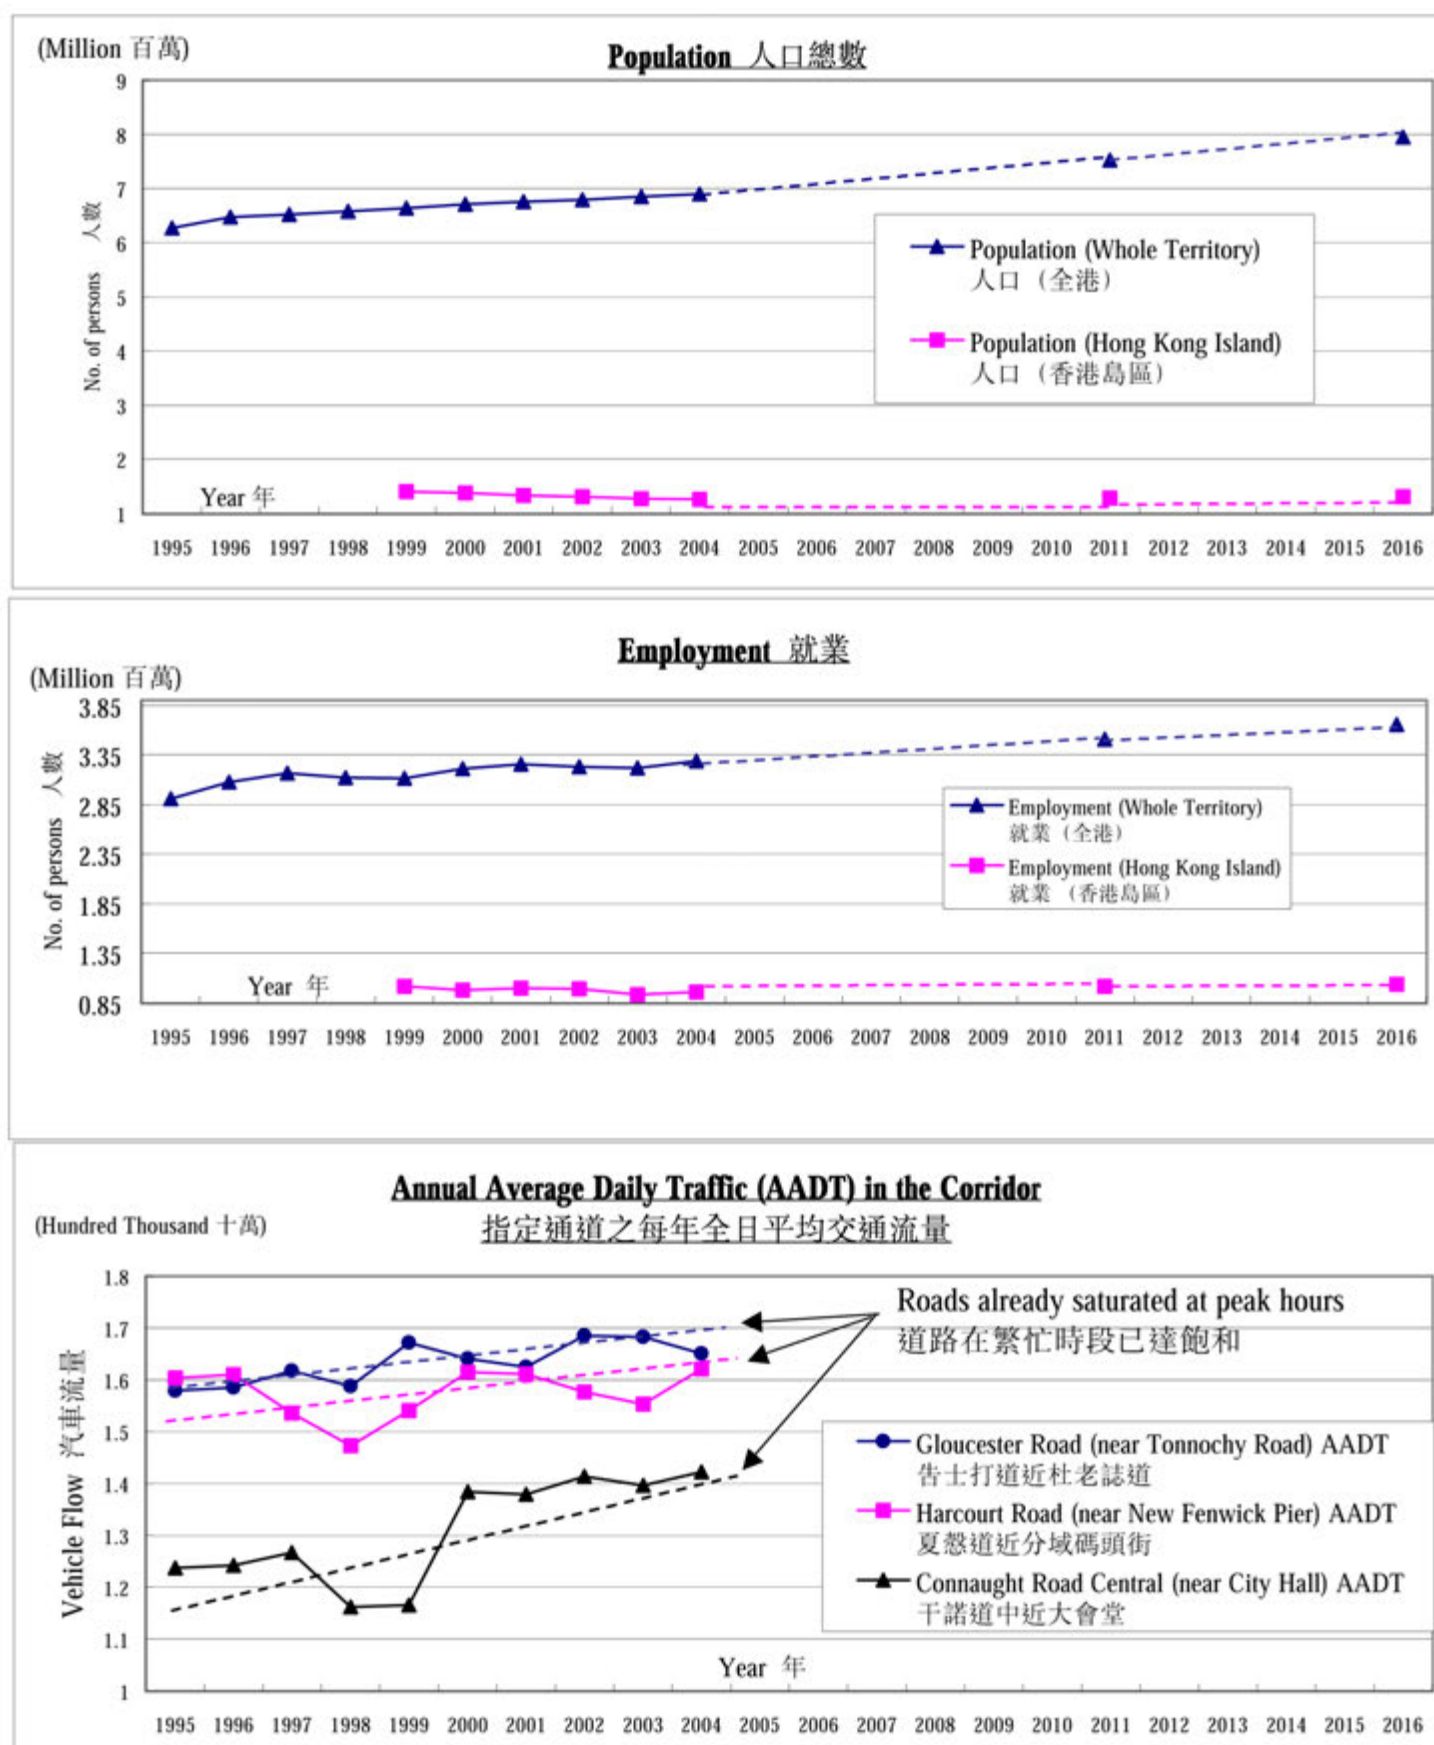 (Million 百萬)
Population 人口總數
9
8
7
6
5
4
3
2
1
No. of persons 人數
Population (Whole Territory)
人口（全港）
Population (Hong Kong Island)
人口（香港島區）
Year 年
1995 1996 1997 1998 1999 2000 2001 2002 2003 2004 2005 2006 2007 2008 2009 2010 2011 2012 2013 2014 2015 2016
Employment 就業
(Million 百萬)
3.85
3.35
2.85
2.35
1.85
1.35
0.85
No. of persons 人數
Employment (Whole Territory)
就業（全港）
Employment (Hong Kong Island)
就業 （香港島區）
Year 年
1995 1996 1997 1998 1999 2000 2001 2002 2003 2004 2005 2006 2007 2008 2009 2010 2011 2012 2013 2014 2015 2016
Annual Average Daily Traffic (AADT) in the Corridor
指定通道之每年全日平均交通流量
(Hundred Thousand 十萬)
1.8
1.7
1.6
1.5
1.4
1.3
1.2
1.1
1
Vehicle Flow 汽車流量
Roads already saturated at peak hours
道路在繁忙時段已達飽和
Gloucester Road (near Tonnochy Road) AADT
告士打道近杜老誌道
Harcourt Road (near New Fenwick Pier) AADT
夏慤道近分域碼頭街
Connaught Road Central (near City Hall) AADT
干諾道中近大會堂
Year 年
1995 1996 1997 1998 1999 2000 2001 2002 2003 2004 2005 2006 2007 2008 2009 2010 2011 2012 2013 2014 2015 2016